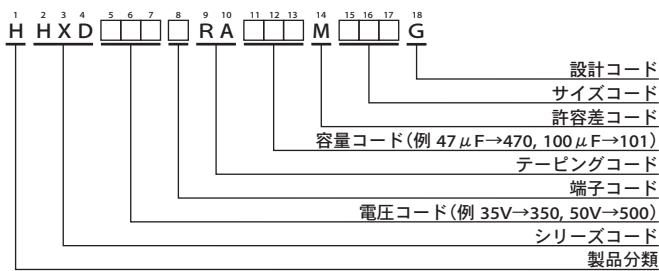 1 2 3 4 5 6 7 8 9 10 11 12 13 14 15 16 17 18
H HXD□□□□RA□□□M□□□G
設計コード
サイズコード
許容差コード
容量コード(例 47μF→470, 100μF→101)
テーピングコード
端子コード
電圧コード(例 35V→350, 50V→500)
シリーズコード
製品分類